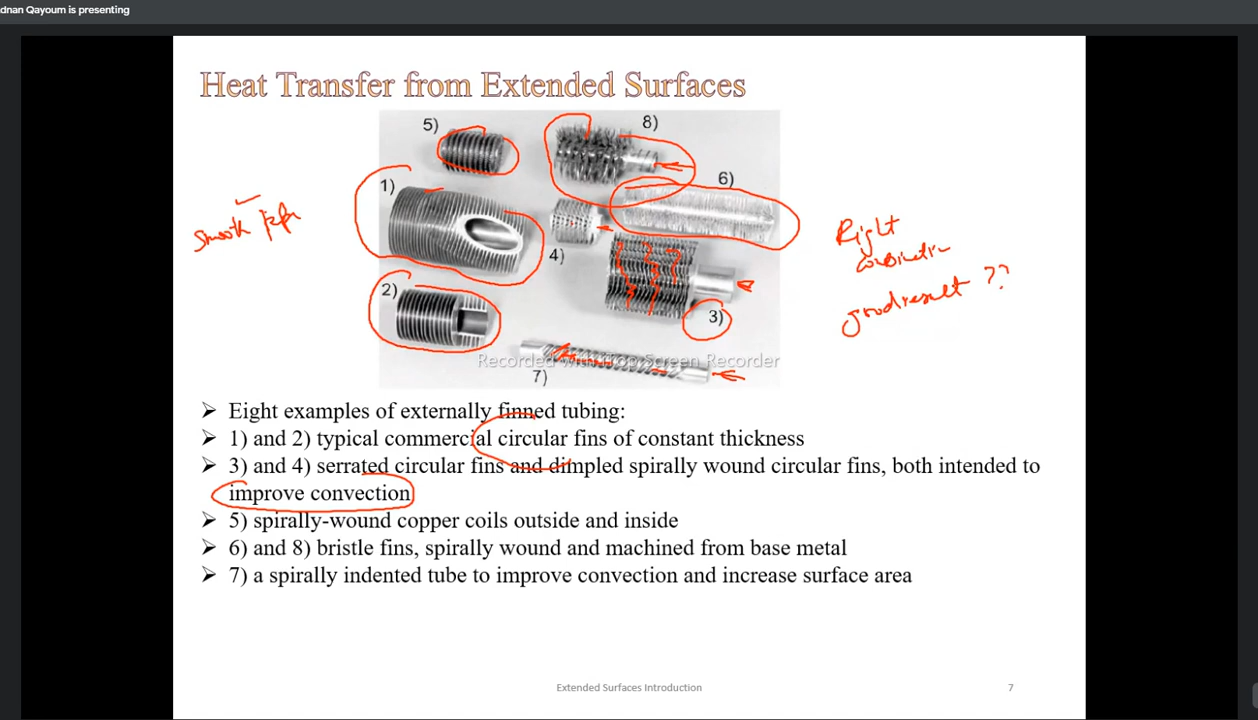 dnan Qayoum is presenting
Heat Transfer from Extended Surfaces
5)
8)
1)
6)
Smooth
Right
4)
2)
good result ??
3)
Recorded with Screen Recorder
7)
➢ Eight examples of externally finned tubing:
➢ 1) and 2) typical commercial circular fins of constant thickness
➢ 3) and 4) serrated circular fins and dimpled spirally wound circular fins, both intended to
improve convection
➢ 5) spirally-wound copper coils outside and inside
➢ 6) and 8) bristle fins, spirally wound and machined from base metal
➢ 7) a spirally indented tube to improve convection and increase surface area
Extended Surfaces Introduction
7